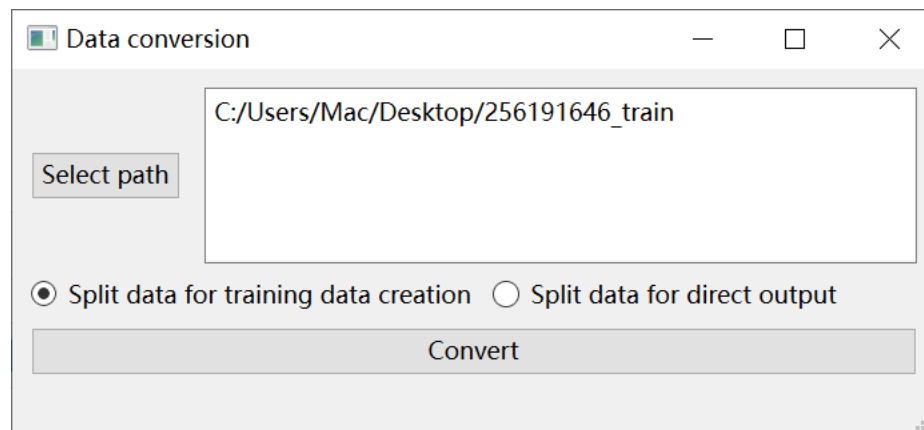 Data conversion
C:/Users/Mac/Desktop/256191646_train
Select path
Split data for training data creation Split data for direct output
Convert